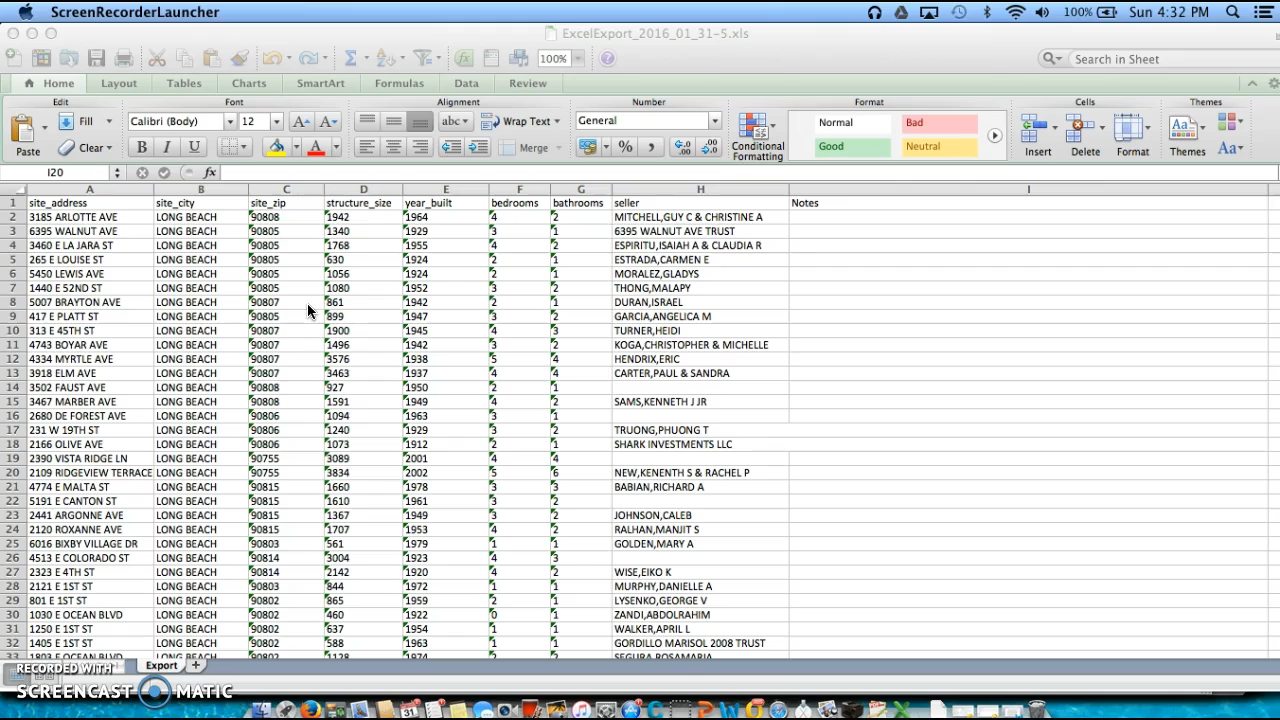 ScreenRecorderLauncher 100% Sun 4:32 PM
ExcelExport_2016_01_31-5.xls
100% Search in Sheet
Home Layout Tables Charts SmartArt Formulas Data Review
Edit Font Alignment Number Format Cells Themes
Fill Calibri (Body) 12 A A abc Wrap Text General Normal Bad
Paste Clear B I U A Merge % , Conditional Formatting Good Neutral Insert Delete Format Themes Aa
I20 fx
A B C D E F G H I
1 site_address site_city site_zip structure_size year_built bedrooms bathrooms seller Notes
2 3185 ARLOTTE AVE LONG BEACH 90808 1942 1964 4 2 MITCHELL,GUY C & CHRISTINE A
3 6395 WALNUT AVE LONG BEACH 90805 1340 1929 3 1 6395 WALNUT AVE TRUST
4 3460 E LA JARA ST LONG BEACH 90805 1768 1955 4 2 ESPIRITU,ISAIAH A & CLAUDIA R
5 265 E LOUISE ST LONG BEACH 90805 630 1924 2 1 ESTRADA,CARMEN E
6 5450 LEWIS AVE LONG BEACH 90805 1056 1924 2 1 MORALEZ,GLADYS
7 1440 E 52ND ST LONG BEACH 90805 1080 1952 3 2 THONG,MALAPY
8 5007 BRAYTON AVE LONG BEACH 90807 861 1942 2 1 DURAN,ISRAEL
9 417 E PLATT ST LONG BEACH 90805 899 1947 3 2 GARCIA,ANGELICA M
10 313 E 45TH ST LONG BEACH 90807 1900 1945 4 3 TURNER,HEIDI
11 4743 BOYAR AVE LONG BEACH 90807 1496 1942 3 2 KOGA,CHRISTOPHER & MICHELLE
12 4334 MYRTLE AVE LONG BEACH 90807 3576 1938 5 4 HENDRIX,ERIC
13 3918 ELM AVE LONG BEACH 90807 3463 1937 4 4 CARTER,PAUL & SANDRA
14 3502 FAUST AVE LONG BEACH 90808 927 1950 2 1
15 3467 MARBER AVE LONG BEACH 90808 1591 1949 4 2 SAMS,KENNETH J JR
16 2680 DE FOREST AVE LONG BEACH 90806 1094 1963 3 1
17 231 W 19TH ST LONG BEACH 90806 1240 1929 3 2 TRUONG,PHUONG T
18 2166 OLIVE AVE LONG BEACH 90806 1073 1912 2 1 SHARK INVESTMENTS LLC
19 2390 VISTA RIDGE LN LONG BEACH 90755 3089 2001 4 4
20 2109 RIDGEVIEW TERRACE LONG BEACH 90755 3834 2002 5 6 NEW,KENENTH S & RACHEL P
21 4774 E MALTA ST LONG BEACH 90815 1660 1978 3 3 BABIAN,RICHARD A
22 5191 E CANTON ST LONG BEACH 90815 1610 1961 3 2
23 2441 ARGONNE AVE LONG BEACH 90815 1367 1949 3 2 JOHNSON,CALEB
24 2120 ROXANNE AVE LONG BEACH 90815 1707 1953 4 2 RALHAN,MANJIT S
25 6016 BIXBY VILLAGE DR LONG BEACH 90803 561 1979 1 1 GOLDEN,MARY A
26 4513 E COLORADO ST LONG BEACH 90814 3004 1923 4 3
27 2323 E 4TH ST LONG BEACH 90814 2142 1920 4 2 WISE,EIKO K
28 2121 E 1ST ST LONG BEACH 90803 844 1972 1 1 MURPHY,DANIELLE A
29 801 E 1ST ST LONG BEACH 90802 865 1959 2 1 LYSENKO,GEORGE V
30 1030 E OCEAN BLVD LONG BEACH 90802 460 1922 0 1 ZANDI,ABDOLRAHIM
31 1250 E 1ST ST LONG BEACH 90802 637 1954 1 1 WALKER,APRIL L
32 1405 E 1ST ST LONG BEACH 90802 588 1963 1 1 GORDILLO MARISOL 2008 TRUST
33 1803 E OCEAN BLVD LONG BEACH 90802 1128 1974 2 2 SEGURA,ROSAMARIA
Export
RECORDED WITH
SCREENCAST MATIC
31